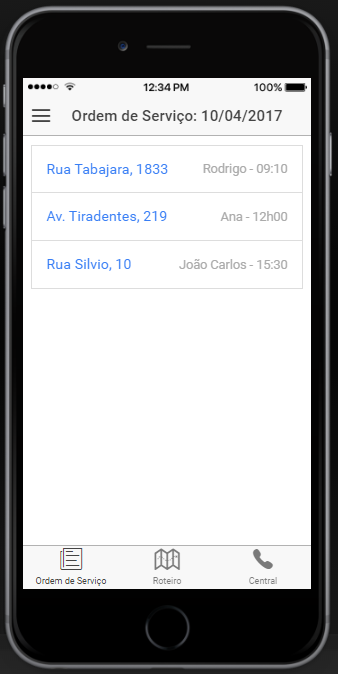 12:34 PM 100%
Ordem de Serviço: 10/04/2017
Rua Tabajara, 1833 Rodrigo - 09:10
Av. Tiradentes, 219 Ana - 12h00
Rua Silvio, 10 João Carlos - 15:30
Ordem de Serviço Roteiro Central